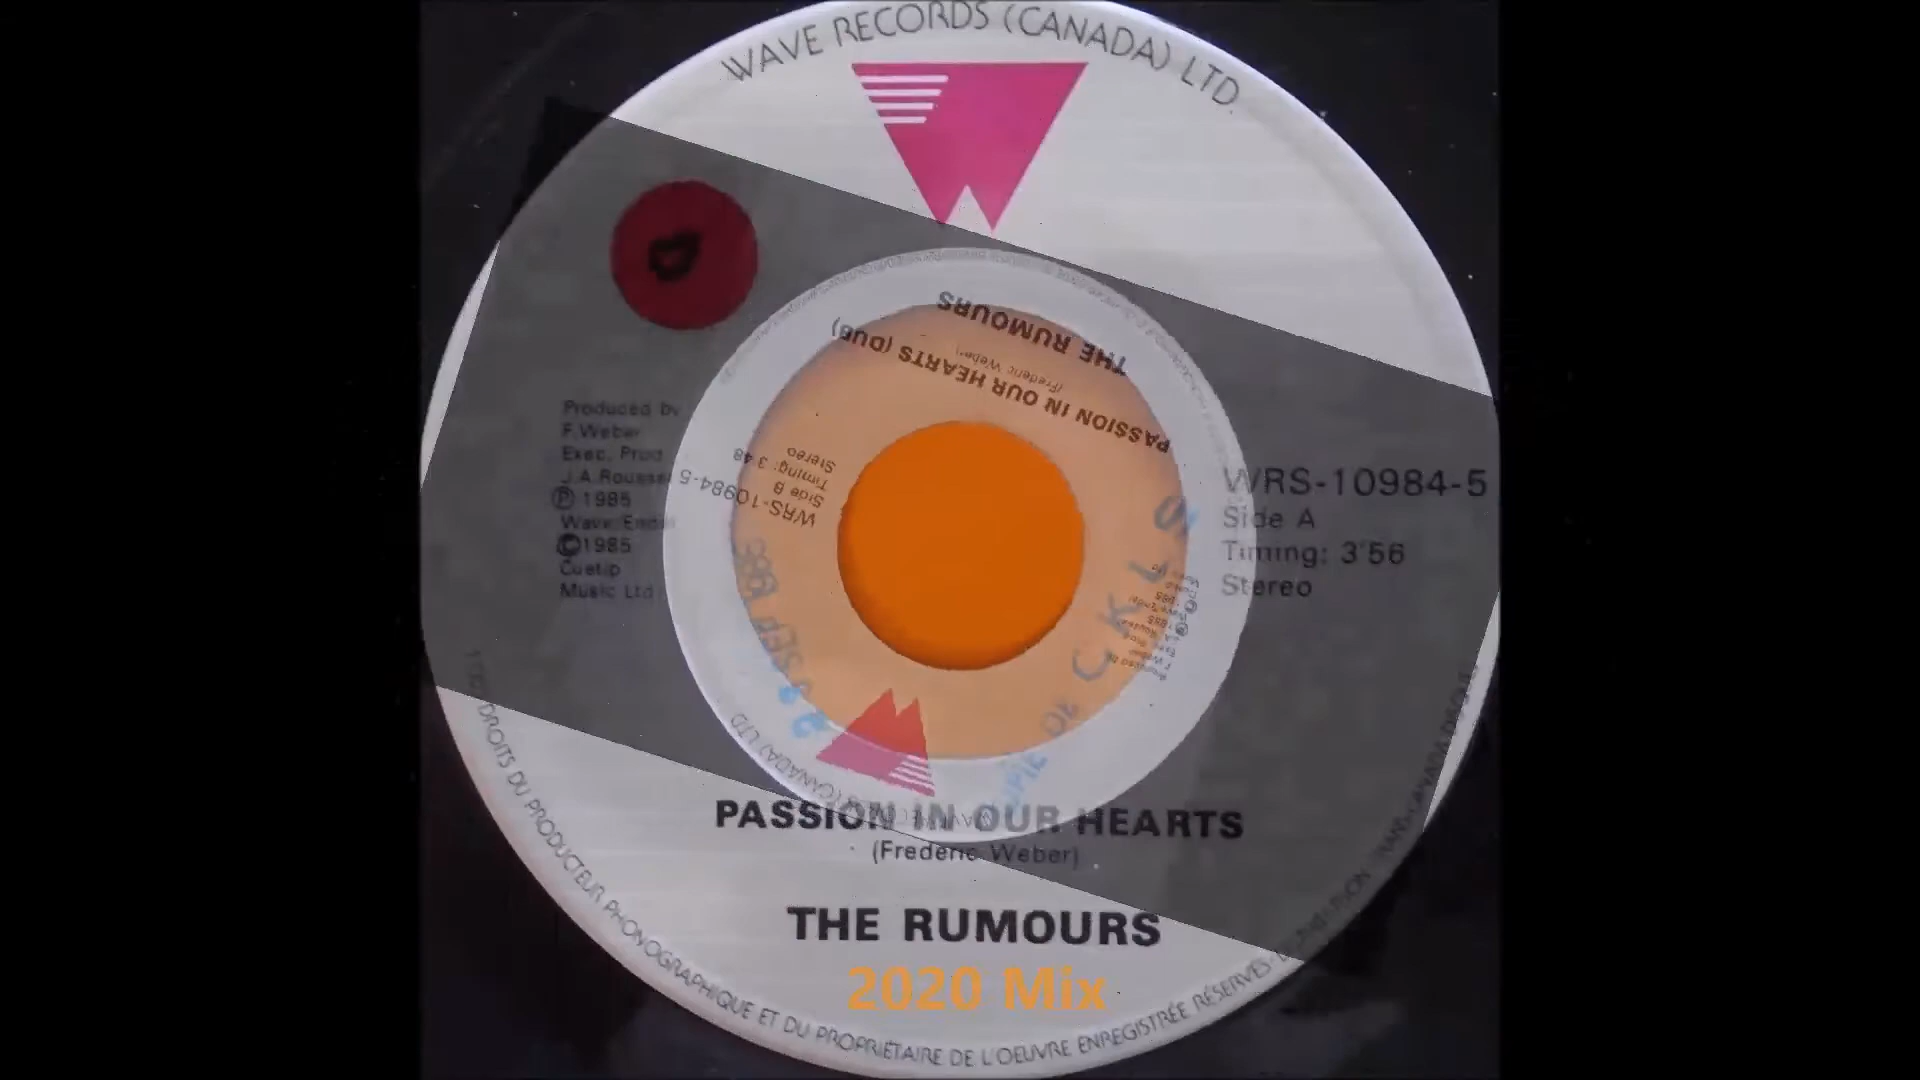 WAVE RECORDS (CANADA) LTD.
Produced by
F. Weber
Exec. Prod
Ⓟ 1985
©1985
Cuetip
Music Ltd
WRS-10984-5
Side A
Timing: 3'56
Stereo
THE RUMOURS
(Frederic Weber)
PASSION IN OUR HEARTS (DUB)
WRS-10984-5
Side B
Timing: 3'48
Stereo
PASSION IN OUR HEARTS
(Frederic Weber)
THE RUMOURS
2020 Mix
DROITS DU PRODUCTEUR PHONOGRAPHIQUE ET DU PROPRIÉTAIRE DE L'OEUVRE ENREGISTRÉE RÉSERVÉS